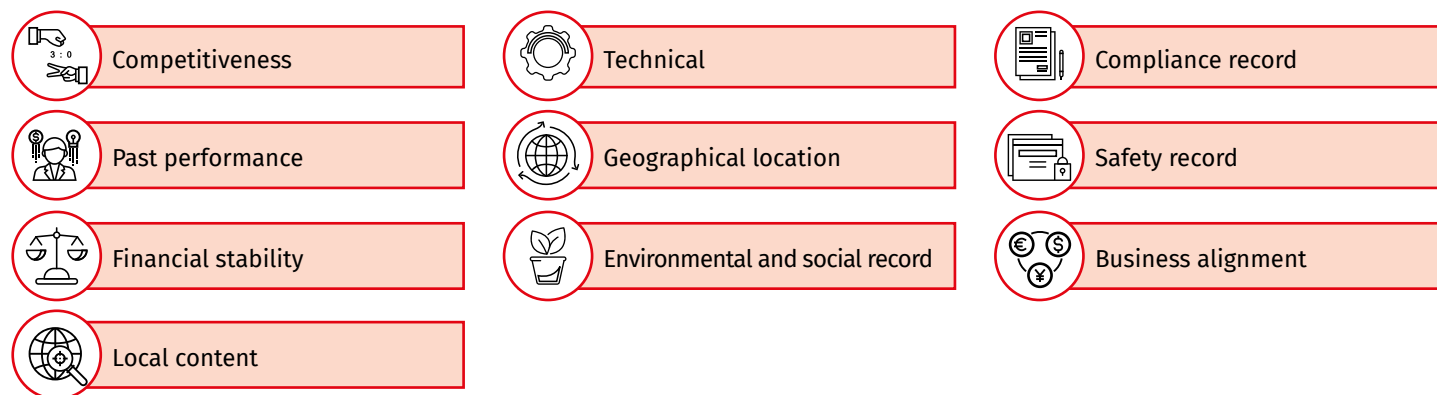 Competitiveness
Technical
Compliance record
3 : 0
Past performance
Geographical location
Safety record
$
Financial stability
Environmental and social record
Business alignment
€
$
¥
Local content